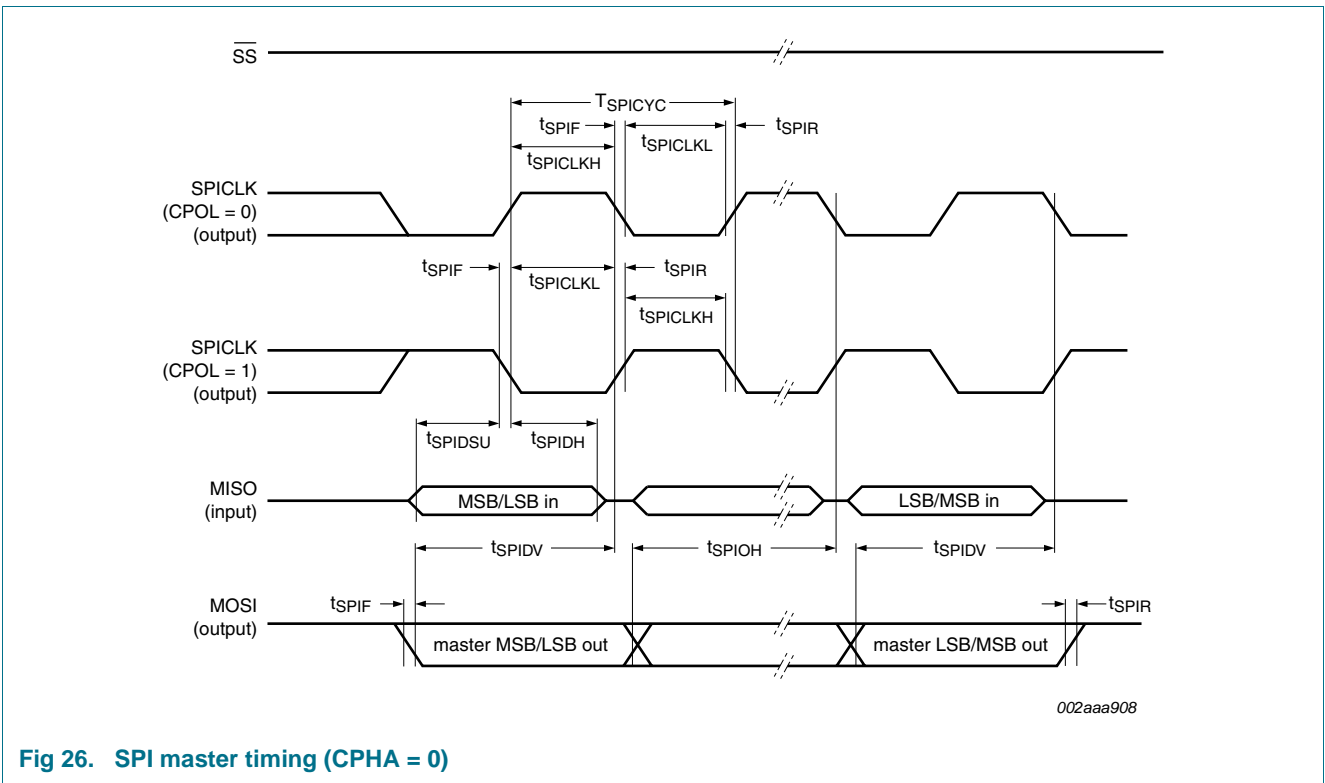 SS
TSPICYC
tSPIF
tSPICLKL
tSPIR
tSPICLKH
SPICLK
(CPOL = 0)
(output)
tSPIF
tSPICLKL
tSPIR
tSPICLKH
SPICLK
(CPOL = 1)
(output)
tSPIDSU
tSPIDH
MISO
(input)
MSB/LSB in
LSB/MSB in
tSPIDV
tSPIOH
tSPIDV
MOSI
(output)
tSPIF
tSPIR
master MSB/LSB out
master LSB/MSB out
002aaa908
Fig 26. SPI master timing (CPHA = 0)